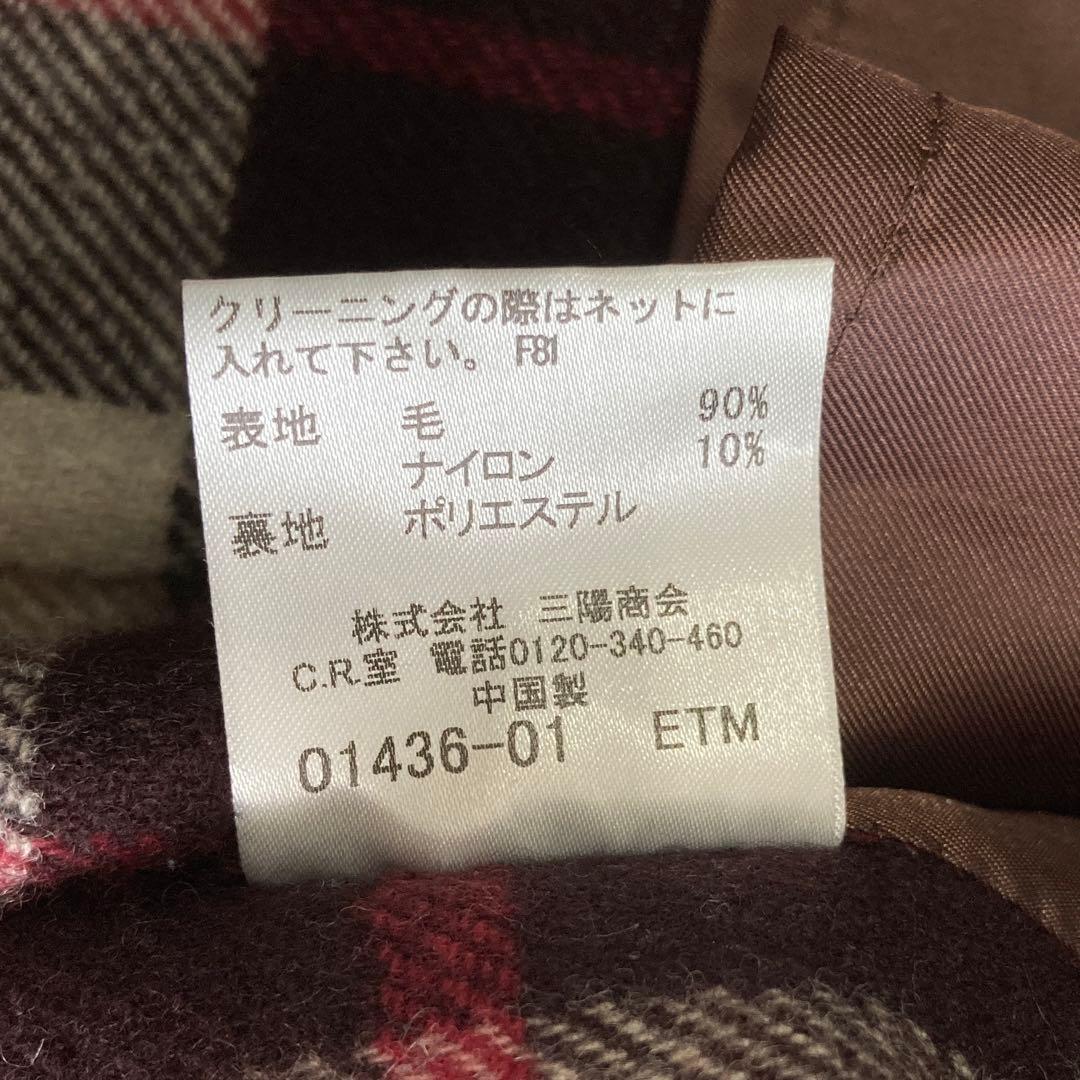 クリーニングの際はネットに
入れて下さい。 F81
表地 毛 90%
ナイロン 10%
裏地 ポリエステル
株式会社 三陽商会
C.R.室 電話0120-340-460
中国製
01436-01 ETM